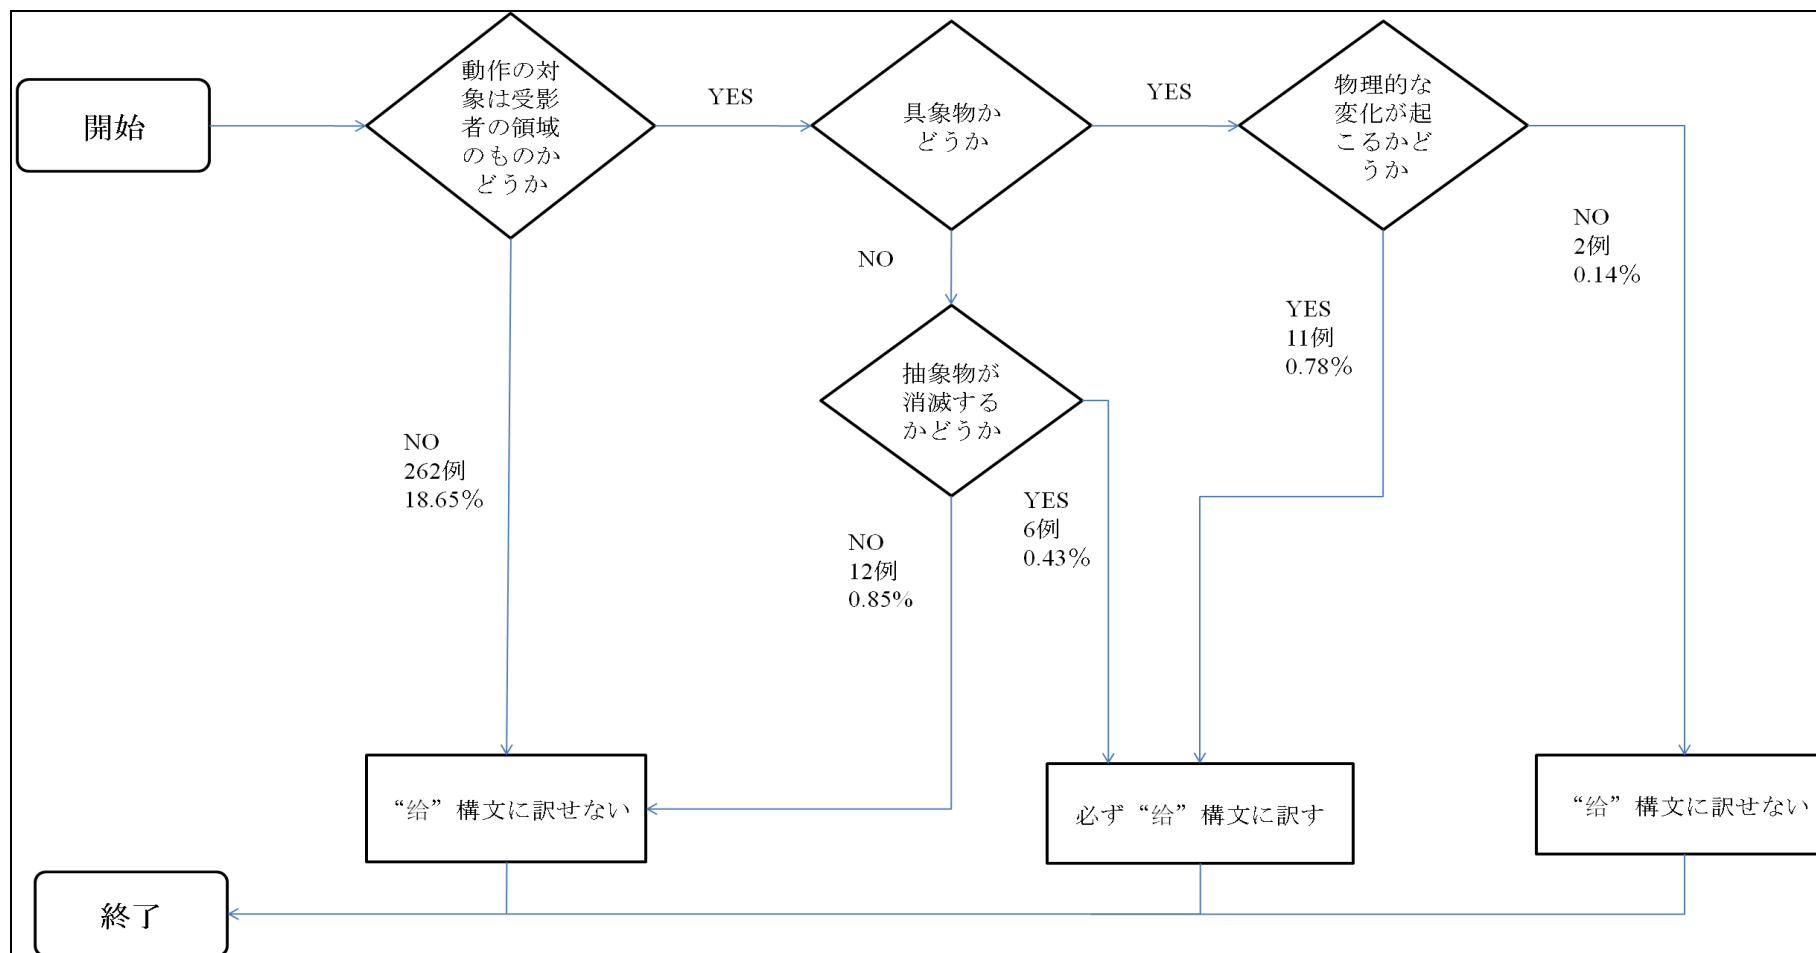 開始
動作の対
象は受影
者の領域
のものか
どうか
YES
具象物か
どうか
YES
物理的な
変化が起
こるかど
うか
NO
2例
0.14%
NO
YES
11例
0.78%
抽象物が
消滅する
かどうか
NO
262例
18.65%
YES
6例
0.43%
NO
12例
0.85%
“给”構文に訳せない
必ず“给”構文に訳す
“给”構文に訳せない
終了